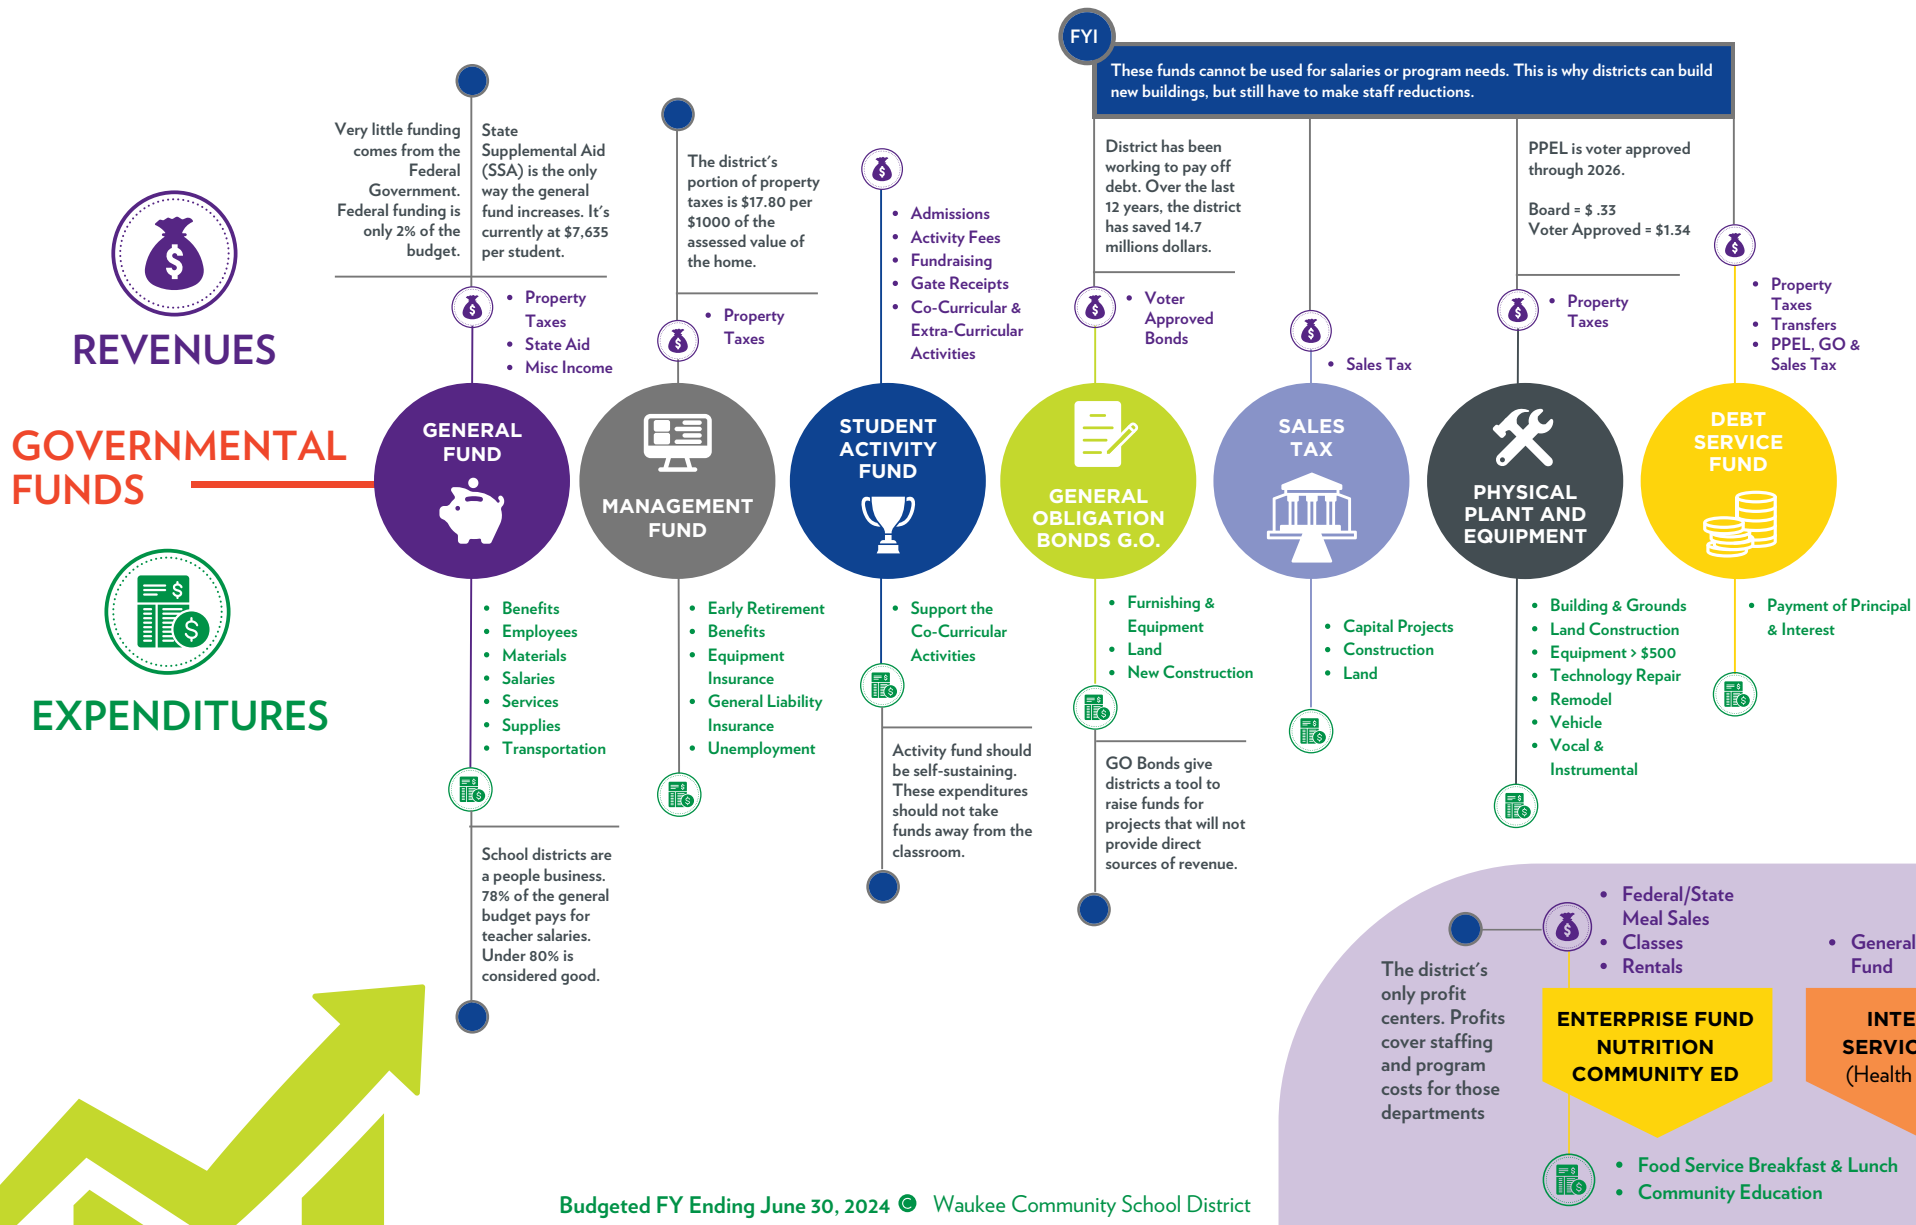 FYI
These funds cannot be used for salaries or program needs. This is why districts can build
new buildings, but still have to make staff reductions.
REVENUES
GOVERNMENTAL
FUNDS
EXPENDITURES
Very little funding
comes from the
Federal
Government.
Federal funding is
only 2% of the
budget.
State
Supplemental Aid
(SSA) is the only
way the general
fund increases. It's
currently at $7,635
per student.
• Property
Taxes
• State Aid
• Misc Income
GENERAL
FUND
• Benefits
• Employees
• Materials
• Salaries
• Services
• Supplies
• Transportation
School districts are
a people business.
78% of the general
budget pays for
teacher salaries.
Under 80% is
considered good.
The district's
portion of property
taxes is $17.80 per
$1000 of the
assessed value of
the home.
• Property
Taxes
MANAGEMENT
FUND
• Early Retirement
• Benefits
• Equipment
Insurance
• General Liability
Insurance
• Unemployment
• Admissions
• Activity Fees
• Fundraising
• Gate Receipts
• Co-Curricular &
Extra-Curricular
Activities
STUDENT
ACTIVITY
FUND
• Support the
Co-Curricular
Activities
Activity fund should
be self-sustaining.
These expenditures
should not take
funds away from the
classroom.
District has been
working to pay off
debt. Over the last
12 years, the district
has saved 14.7
millions dollars.
• Voter
Approved
Bonds
GENERAL
OBLIGATION
BONDS G.O.
• Furnishing &
Equipment
• Land
• New Construction
GO Bonds give
districts a tool to
raise funds for
projects that will not
provide direct
sources of revenue.
• Sales Tax
SALES
TAX
• Capital Projects
• Construction
• Land
PPEL is voter approved
through 2026.
Board = $ .33
Voter Approved = $1.34
• Property
Taxes
PHYSICAL
PLANT AND
EQUIPMENT
• Building & Grounds
• Land Construction
• Equipment > $500
• Technology Repair
• Remodel
• Vehicle
• Vocal &
Instrumental
• Property
Taxes
• Transfers
• PPEL, GO &
Sales Tax
DEBT
SERVICE
FUND
• Payment of Principal
& Interest
The district's
only profit
centers. Profits
cover staffing
and program
costs for those
departments
• Federal/State
Meal Sales
• Classes
• Rentals
ENTERPRISE FUND
NUTRITION
COMMUNITY ED
• Food Service Breakfast & Lunch
• Community Education
• General
Fund
INTE
SERVIC
(Health
Budgeted FY Ending June 30, 2024 © Waukee Community School District